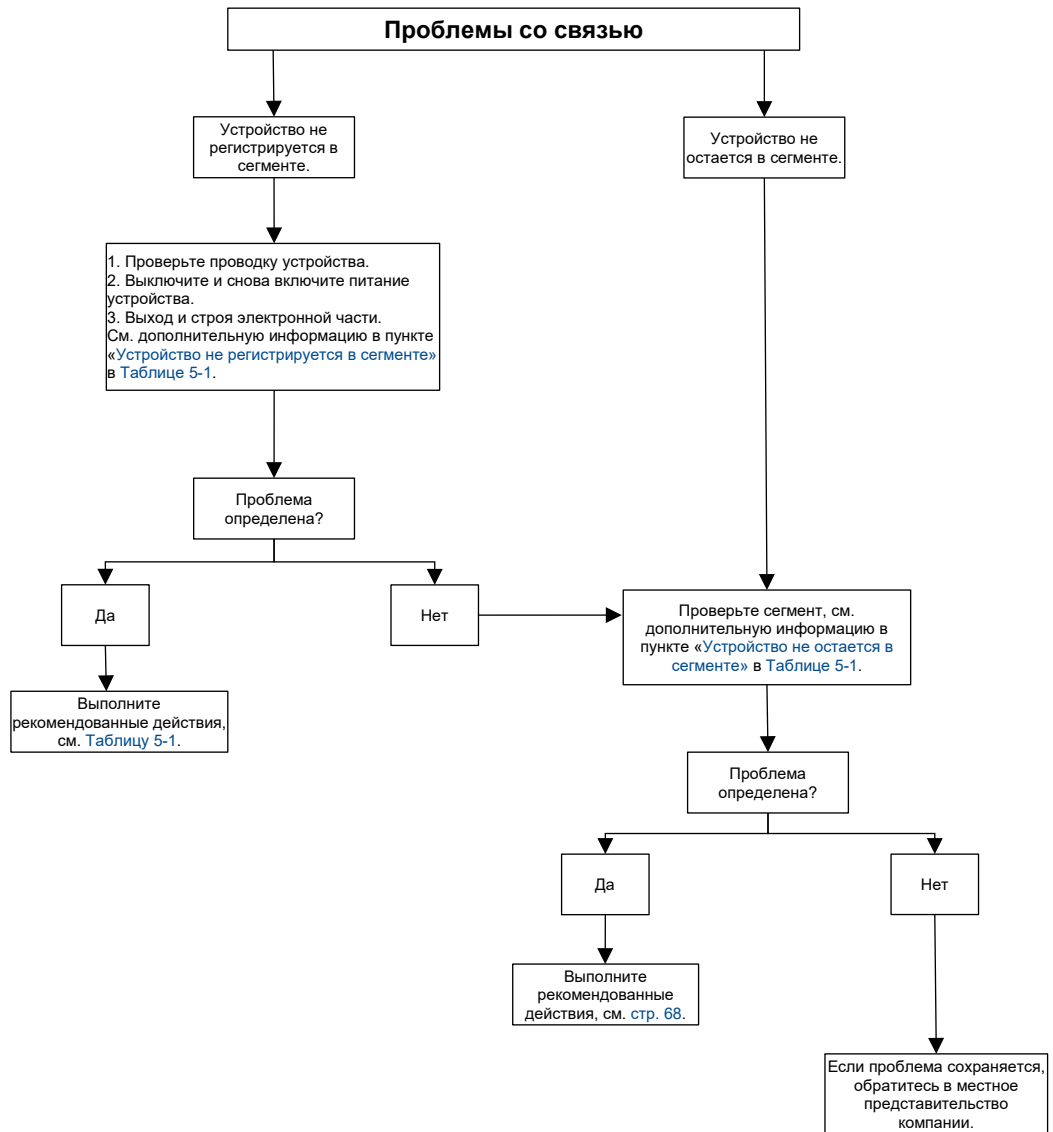 Проблемы со связью
Устройство не
регистрируется в
сегменте.
Устройство не
остается в сегменте.
1. Проверьте проводку устройства.
2. Выключите и снова включите питание
устройства.
3. Выход и строя электронной части.
См. дополнительную информацию в пункте
«Устройство не регистрируется в сегменте»
в Таблице 5-1.
Проблема
определена?
Да
Нет
Проверьте сегмент, см.
дополнительную информацию в
пункте «Устройство не остается в
сегменте» в Таблице 5-1.
Выполните
рекомендованные действия,
см. Таблицу 5-1.
Проблема
определена?
Да
Нет
Выполните
рекомендованные
действия, см. стр. 68.
Если проблема сохраняется,
обратитесь в местное
представительство
компании.